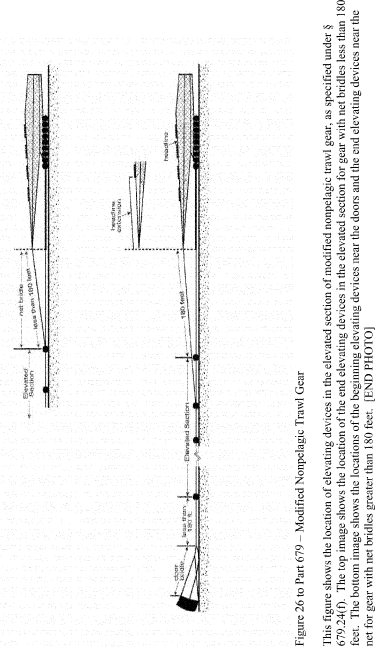 net bridle
less than 180 feet
Elevated
Section
headline
extension
headline
180 feet
Elevated Section
less than
180 ft.
door
bridle
Figure 26 to Part 679 – Modified Nonpelagic Trawl Gear
This figure shows the location of elevating devices in the elevated section of modified nonpelagic trawl gear, as specified under §
679.24(f). The top image shows the location of the end elevating devices in the elevated section for gear with net bridles less than 180
feet. The bottom image shows the locations of the beginning elevating devices near the doors and the end elevating devices near the
net for gear with net bridles greater than 180 feet. [END PHOTO]